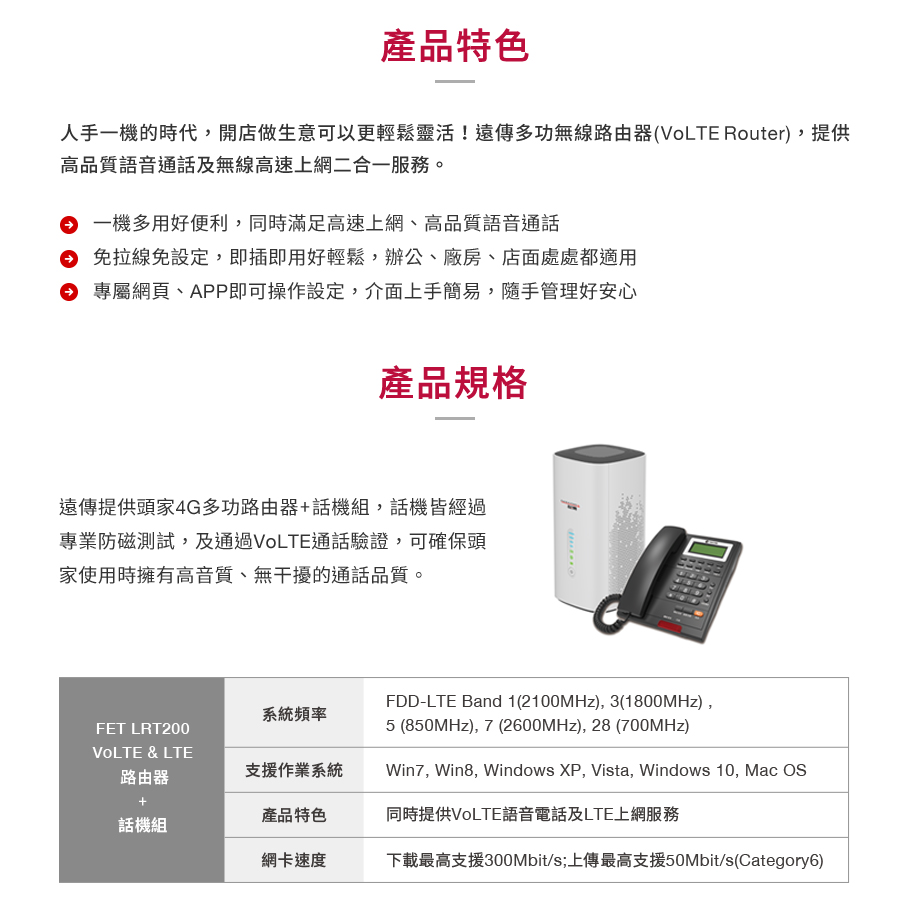 產品特色
人手一機的時代，開店做生意可以更輕鬆靈活！遠傳多功無線路由器(VoLTE Router)，提供
高品質語音通話及無線高速上網二合一服務。
一機多用好便利，同時滿足高速上網、高品質語音通話
免拉線免設定，即插即用好輕鬆，辦公、廠房、店面處處都適用
專屬網頁、APP即可操作設定，介面上手簡易，隨手管理好安心
產品規格
遠傳提供頭家4G多功路由器+話機組，話機皆經過
專業防磁測試，及通過VoLTE通話驗證，可確保頭
家使用時擁有高音質、無干擾的通話品質。
FET LRT200
VoLTE & LTE
路由器
+
話機組
系統頻率
FDD-LTE Band 1(2100MHz), 3(1800MHz) ,
5 (850MHz), 7 (2600MHz), 28 (700MHz)
支援作業系統
Win7, Win8, Windows XP, Vista, Windows 10, Mac OS
產品特色
同時提供VoLTE語音電話及LTE上網服務
網卡速度
下載最高支援300Mbit/s;上傳最高支援50Mbit/s(Category6)